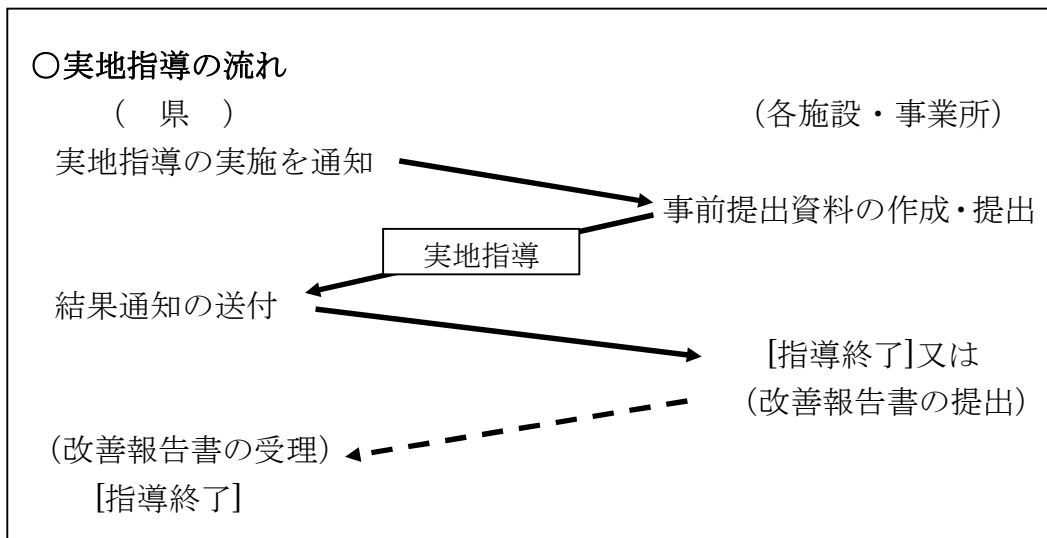 ○実地指導の流れ
（　県　）
（各施設・事業所）
実地指導の実施を通知
事前提出資料の作成・提出
実地指導
結果通知の送付
[指導終了]又は
（改善報告書の提出）
（改善報告書の受理）
[指導終了]